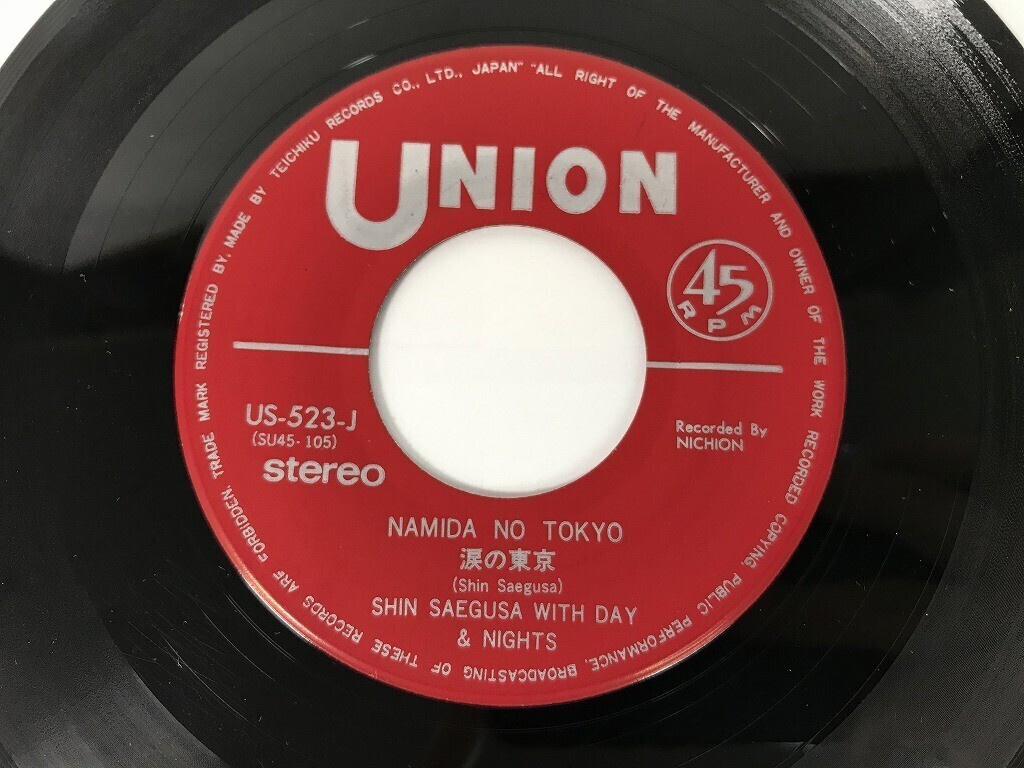 TRADE MARK REGISTERED BY, MADE BY TEICHIKU RECORDS CO., LTD., JAPAN" "ALL RIGHT OF THE MANUFACTURER AND OWNER OF THE WORK RECORDED COPYING, PUBLIC PERFORMANCE, BROADCASTING OF THESE RECORDS ARE FORBIDDEN.
UNION
45
RPM
US-523-J
(SU45-105)
stereo
Recorded By
NICHION
NAMIDA NO TOKYO
涙の東京
(Shin Saegusa)
SHIN SAEGUSA WITH DAY
& NIGHTS